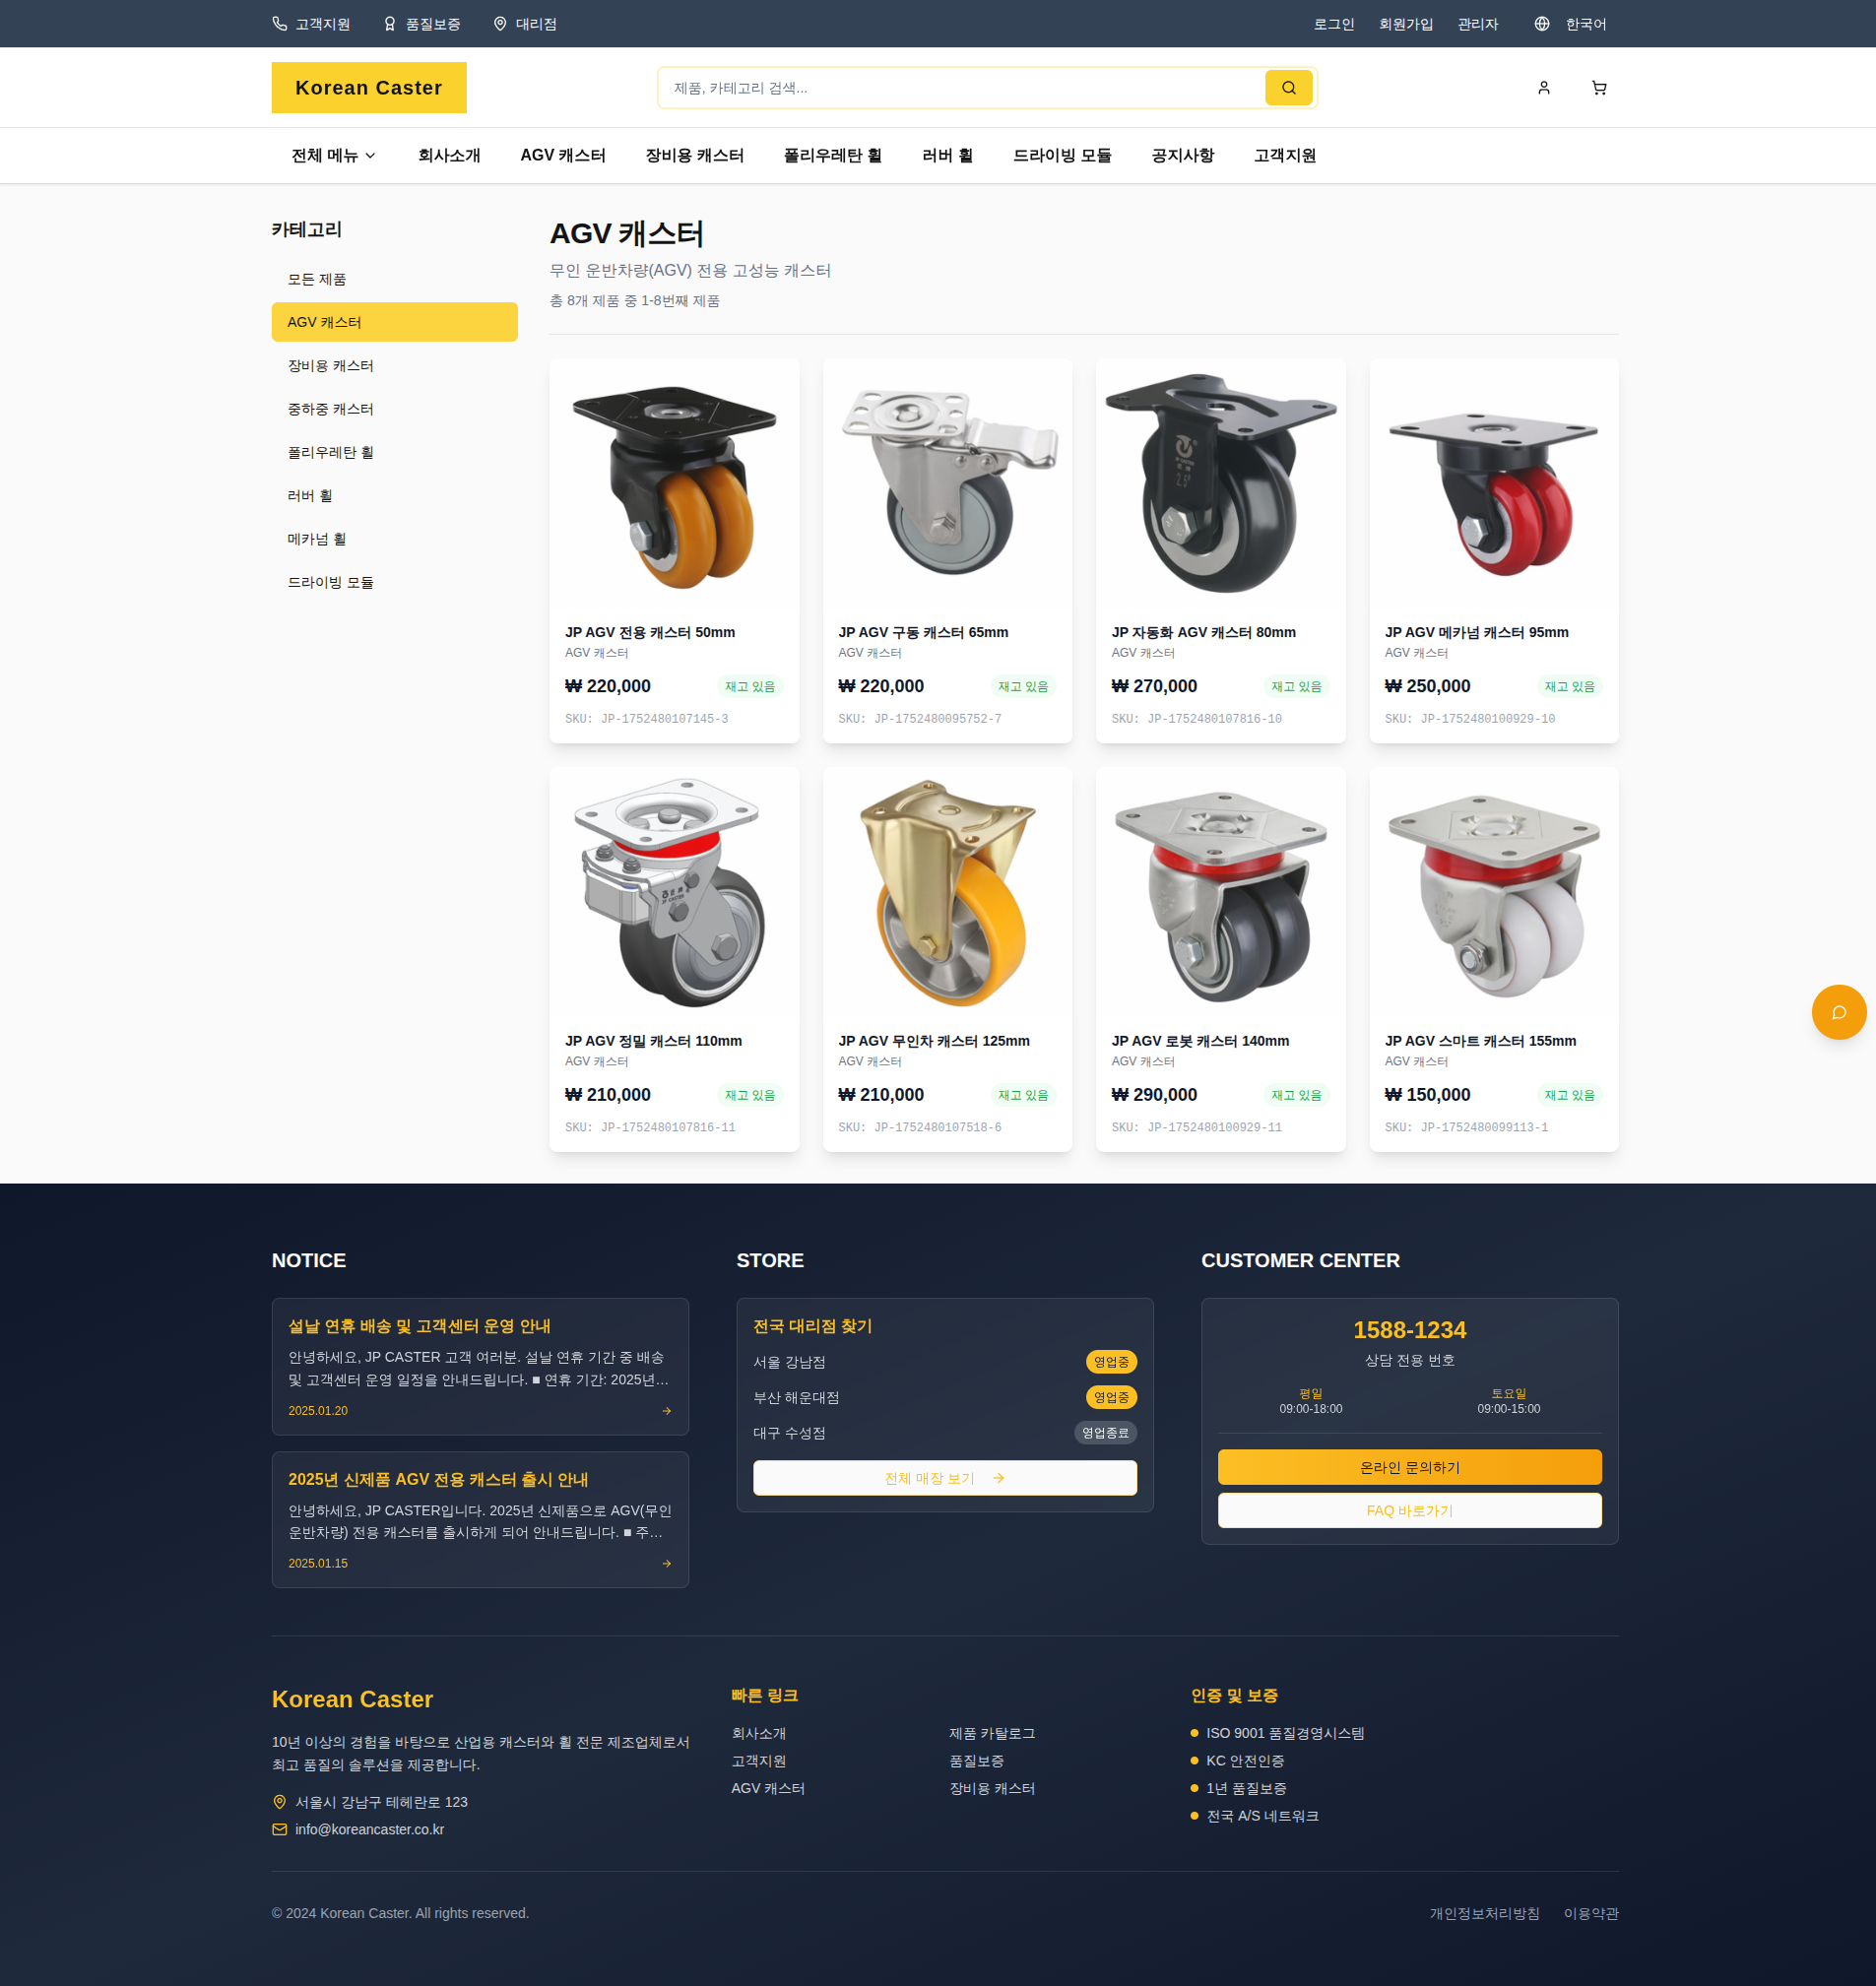 고객지원 품질보증 대리점 로그인 회원가입 관리자 한국어
Korean Caster
제품, 카테고리 검색...
전체 메뉴 회사소개 AGV 캐스터 장비용 캐스터 폴리우레탄 휠 러버 휠 드라이빙 모듈 공지사항 고객지원
카테고리
모든 제품
AGV 캐스터
장비용 캐스터
중하중 캐스터
폴리우레탄 휠
러버 휠
메카넘 휠
드라이빙 모듈
AGV 캐스터
무인 운반차량(AGV) 전용 고성능 캐스터
총 8개 제품 중 1-8번째 제품
JP AGV 전용 캐스터 50mm
AGV 캐스터
₩ 220,000 재고 있음
SKU: JP-1752480107145-3
JP AGV 구동 캐스터 65mm
AGV 캐스터
₩ 220,000 재고 있음
SKU: JP-1752480095752-7
JP 자동화 AGV 캐스터 80mm
AGV 캐스터
₩ 270,000 재고 있음
SKU: JP-1752480107816-10
JP AGV 메카넘 캐스터 95mm
AGV 캐스터
₩ 250,000 재고 있음
SKU: JP-1752480100929-10
JP AGV 정밀 캐스터 110mm
AGV 캐스터
₩ 210,000 재고 있음
SKU: JP-1752480107816-11
JP AGV 무인차 캐스터 125mm
AGV 캐스터
₩ 210,000 재고 있음
SKU: JP-1752480107518-6
JP AGV 로봇 캐스터 140mm
AGV 캐스터
₩ 290,000 재고 있음
SKU: JP-1752480100929-11
JP AGV 스마트 캐스터 155mm
AGV 캐스터
₩ 150,000 재고 있음
SKU: JP-1752480099113-1
NOTICE
설날 연휴 배송 및 고객센터 운영 안내
안녕하세요, JP CASTER 고객 여러분. 설날 연휴 기간 중 배송
및 고객센터 운영 일정을 안내드립니다. ■ 연휴 기간: 2025년…
2025.01.20
2025년 신제품 AGV 전용 캐스터 출시 안내
안녕하세요, JP CASTER입니다. 2025년 신제품으로 AGV(무인
운반차량) 전용 캐스터를 출시하게 되어 안내드립니다. ■ 주…
2025.01.15
STORE
전국 대리점 찾기
서울 강남점 영업중
부산 해운대점 영업중
대구 수성점 영업종료
전체 매장 보기
CUSTOMER CENTER
1588-1234
상담 전용 번호
평일 토요일
09:00-18:00 09:00-15:00
온라인 문의하기
FAQ 바로가기
Korean Caster
10년 이상의 경험을 바탕으로 산업용 캐스터와 휠 전문 제조업체로서
최고 품질의 솔루션을 제공합니다.
서울시 강남구 테헤란로 123
info@koreancaster.co.kr
빠른 링크
회사소개 제품 카탈로그
고객지원 품질보증
AGV 캐스터 장비용 캐스터
인증 및 보증
ISO 9001 품질경영시스템
KC 안전인증
1년 품질보증
전국 A/S 네트워크
© 2024 Korean Caster. All rights reserved.
개인정보처리방침 이용약관